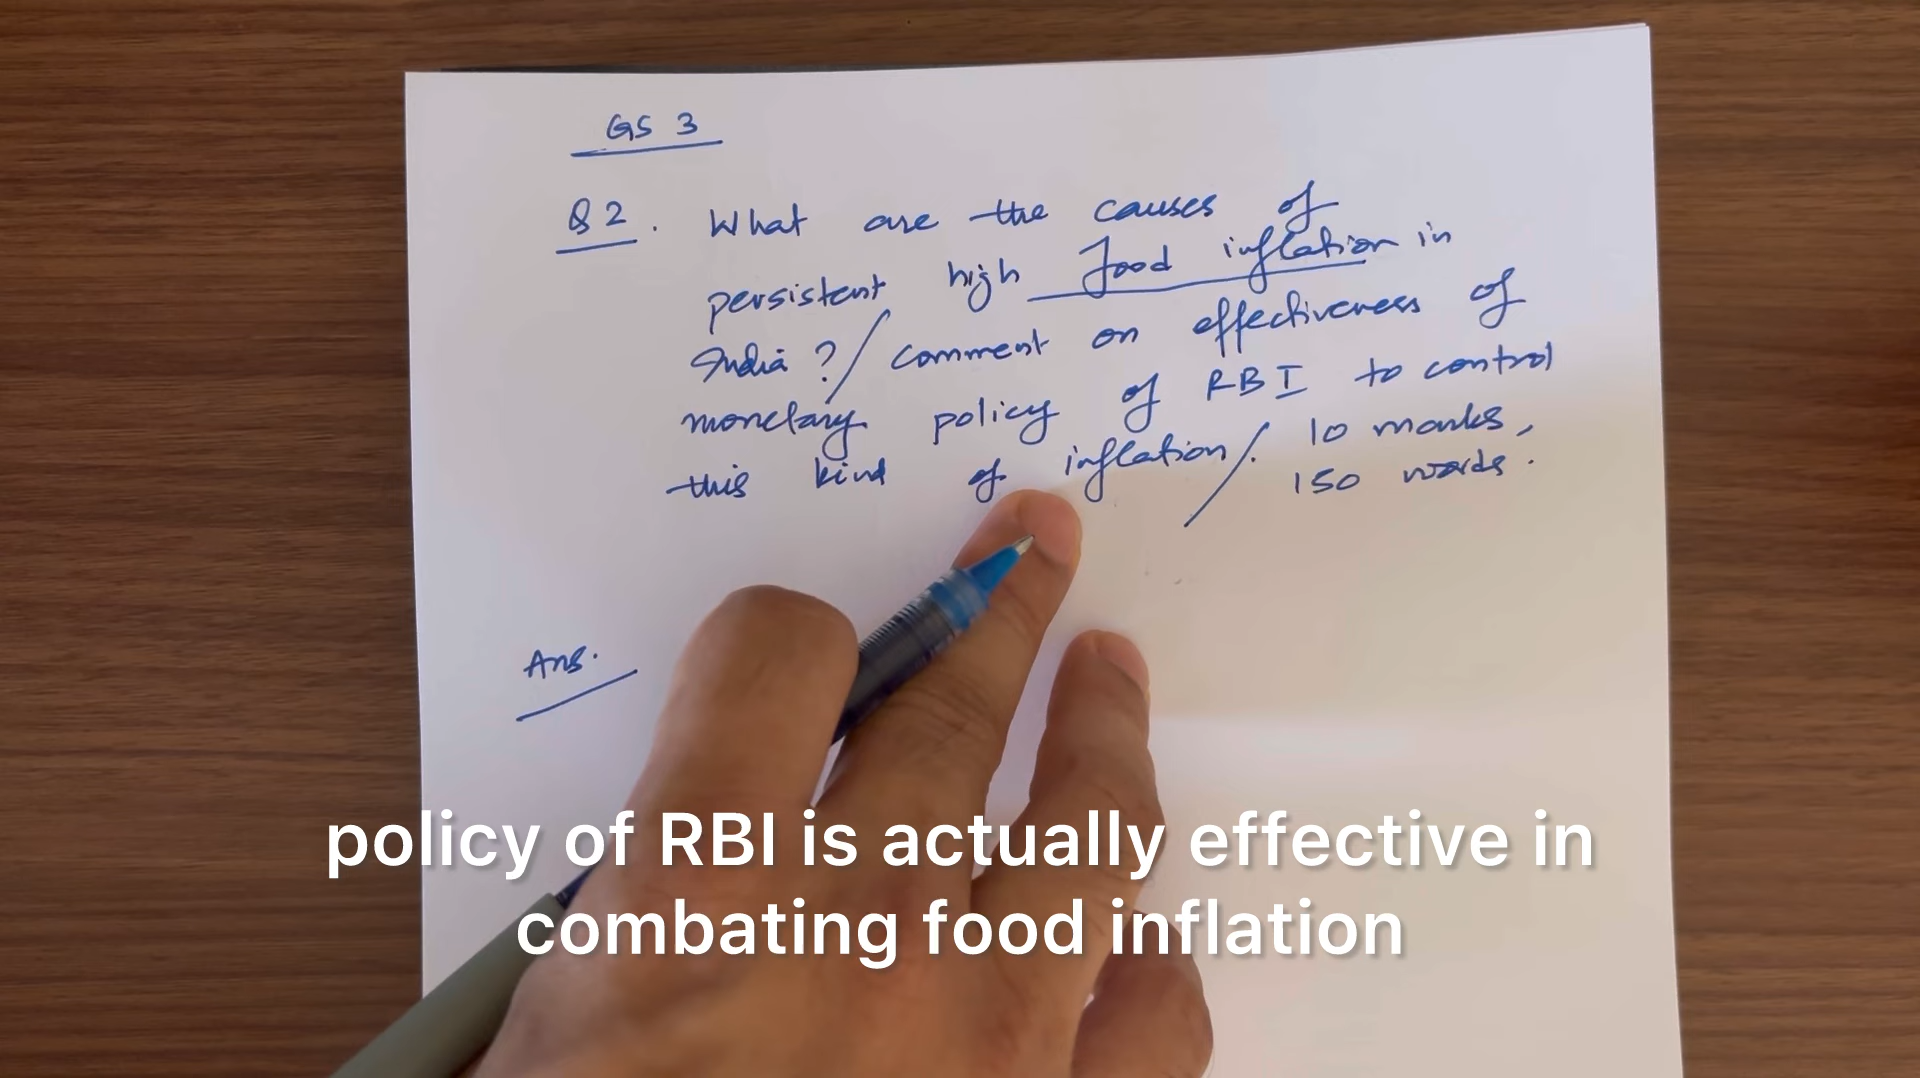 GS 3
Q2. What are the causes of
persistent high food inflation in
India? / comment on effectiveness of
monetary policy of RBI to control
this kind of inflation /. 10 marks,
150 words.
Ans.
policy of RBI is actually effective in
combating food inflation